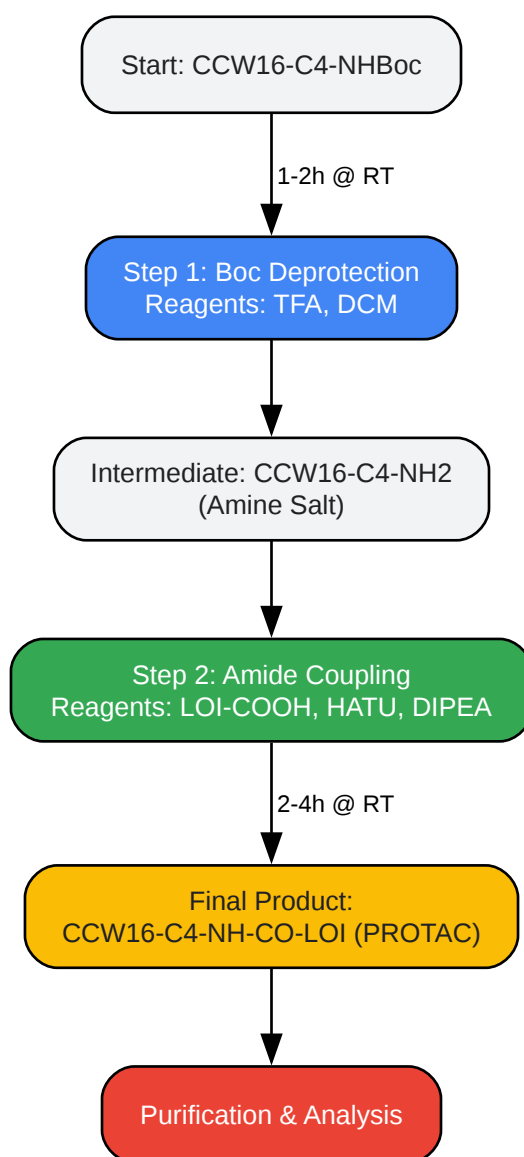 Start: CCW16-C4-NHBoc
1-2h @ RT
Step 1: Boc Deprotection
Reagents: TFA, DCM
Intermediate: CCW16-C4-NH2
(Amine Salt)
Step 2: Amide Coupling
Reagents: LOI-COOH, HATU, DIPEA
2-4h @ RT
Final Product:
CCW16-C4-NH-CO-LOI (PROTAC)
Purification & Analysis